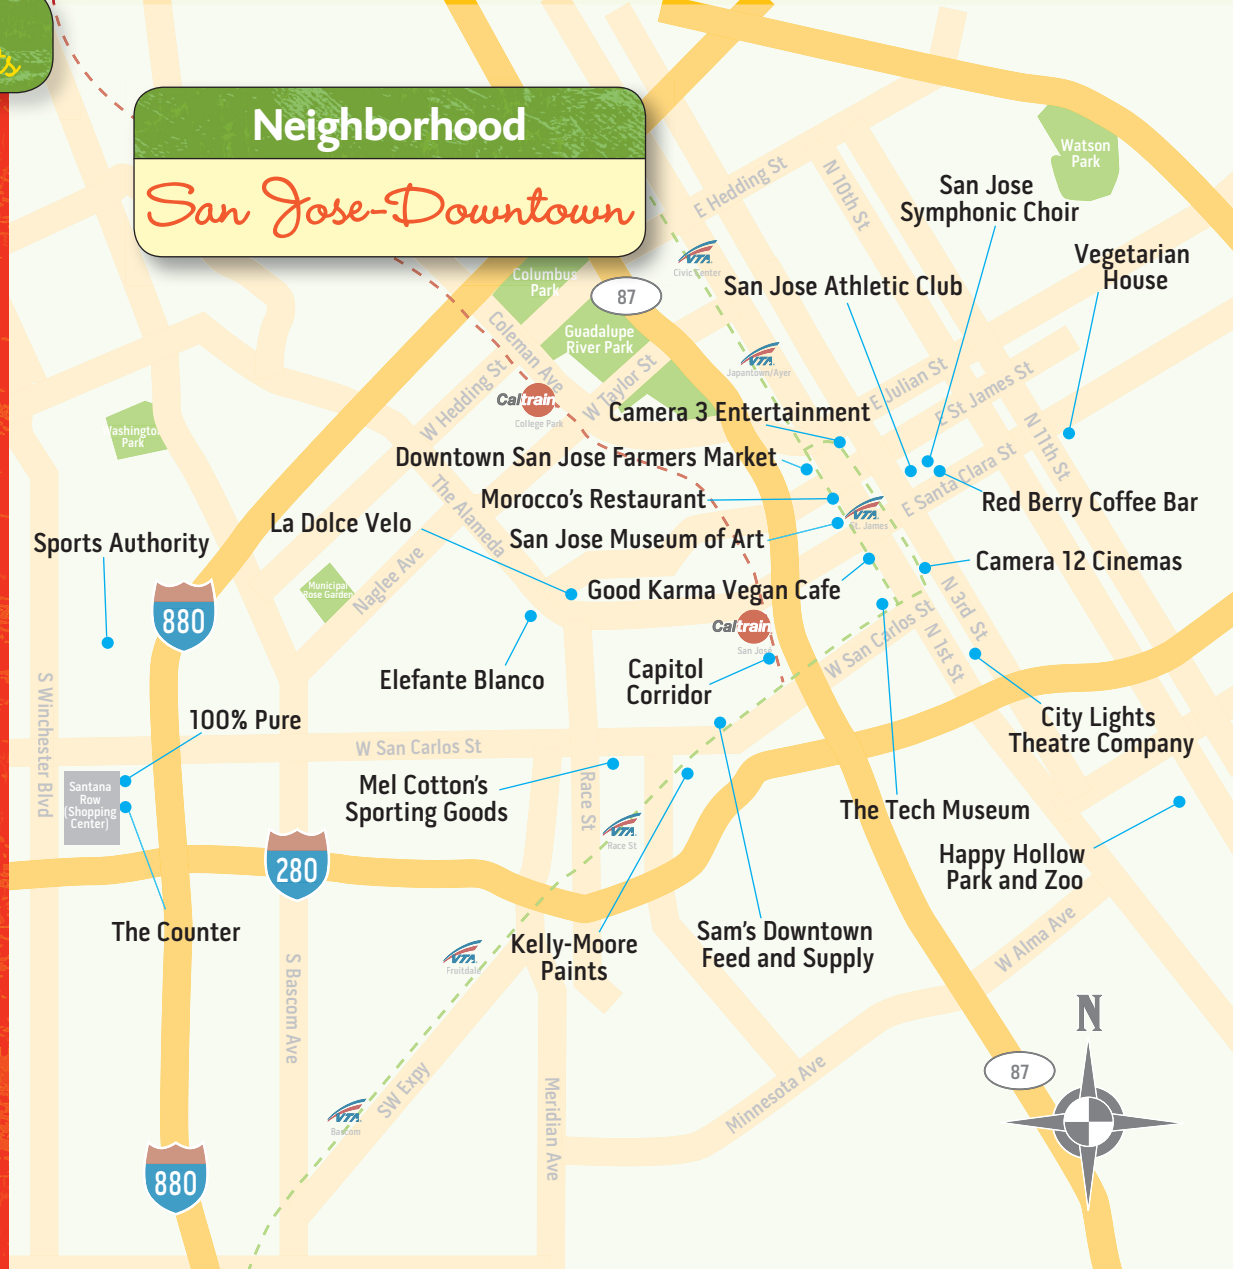 ts
Neighborhood
San Jose-Downtown
Watson
Park
E Hedding St
N 10th St
San Jose
Symphonic Choir
Vegetarian
House
VTA
Civic Center
San Jose Athletic Club
Columbus
Park
87
Guadalupe
River Park
Coleman Ave
VTA
Japantown/Ayer
W Hedding St
W Taylor St
E Julian St
E St James St
Caltrain
College Park
Camera 3 Entertainment
Washington
Park
N 11th St
Downtown San Jose Farmers Market
E Santa Clara St
The Alameda
Morocco's Restaurant
Red Berry Coffee Bar
VTA
St. James
La Dolce Velo
San Jose Museum of Art
Sports Authority
Camera 12 Cinemas
Naglee Ave
Municipal
Rose Garden
Good Karma Vegan Cafe
880
N 3rd St
N 1st St
W San Carlos St
Caltrain
San Jose
Elefante Blanco
Capitol
Corridor
S Winchester Blvd
100% Pure
City Lights
Theatre Company
W San Carlos St
Santana
Row
(Shopping
Center)
Mel Cotton's
Sporting Goods
Race St
The Tech Museum
VTA
Race St
280
Happy Hollow
Park and Zoo
The Counter
Kelly-Moore
Paints
Sam's Downtown
Feed and Supply
W Alma Ave
VTA
Fruitdale
S Bascom Ave
N
87
SW Expy
Meridian Ave
Minnesota Ave
VTA
Bascom
880